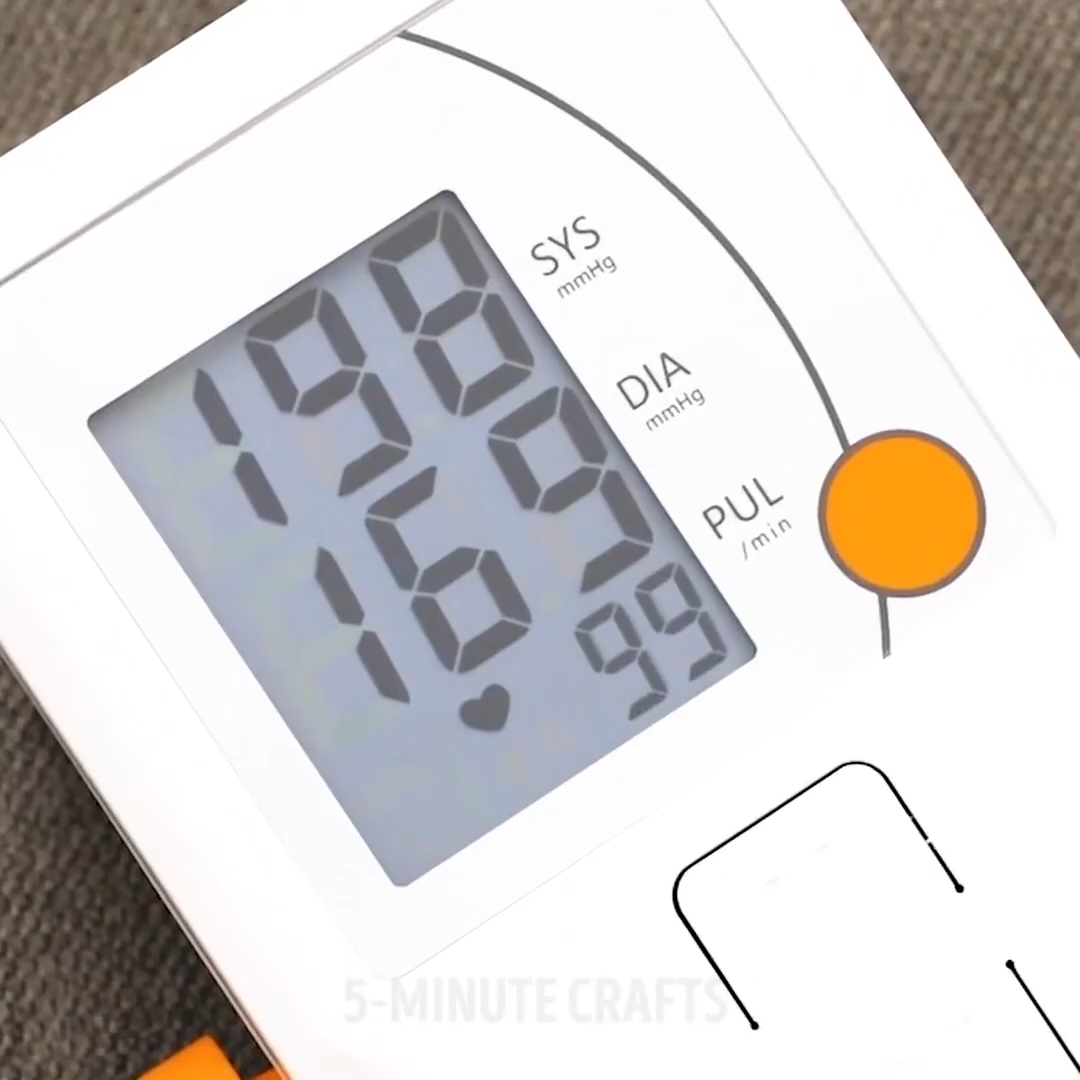 198 SYS
mmHg
169 DIA
mmHg
99 PUL
/min
5-MINUTE CRAFTS